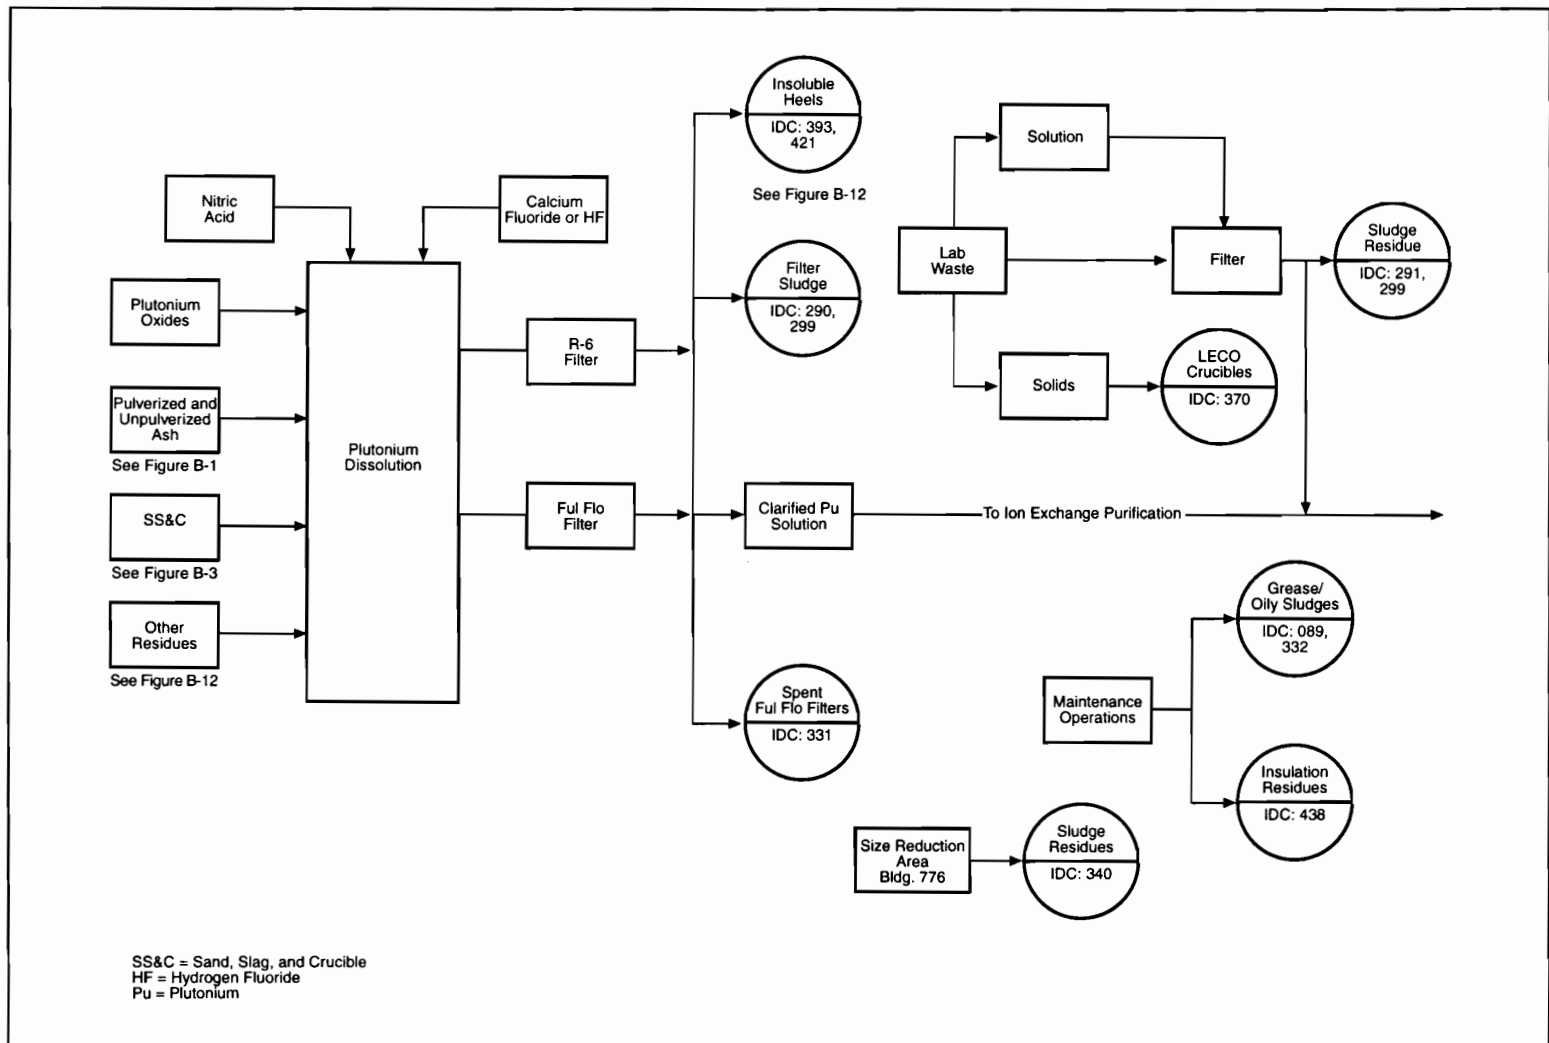 Insoluble
Heels
IDC: 393,
421
See Figure B-12
Solution
Nitric
Acid
Calcium
Fluoride or HF
Lab
Waste
Filter
Sludge
Residue
IDC: 291,
299
Filter
Sludge
IDC: 290,
299
Plutonium
Oxides
R-6
Filter
Solids
LECO
Crucibles
IDC: 370
Pulverized and
Unpulverized
Ash
See Figure B-1
Plutonium
Dissolution
SS&C
See Figure B-3
Ful Flo
Filter
Clarified Pu
Solution
To Ion Exchange Purification
Other
Residues
See Figure B-12
Grease/
Oily Sludges
IDC: 089,
332
Spent
Ful Flo Filters
IDC: 331
Maintenance
Operations
Insulation
Residues
IDC: 438
Size Reduction
Area
Bldg. 776
Sludge
Residues
IDC: 340
SS&C = Sand, Slag, and Crucible
HF = Hydrogen Fluoride
Pu = Plutonium